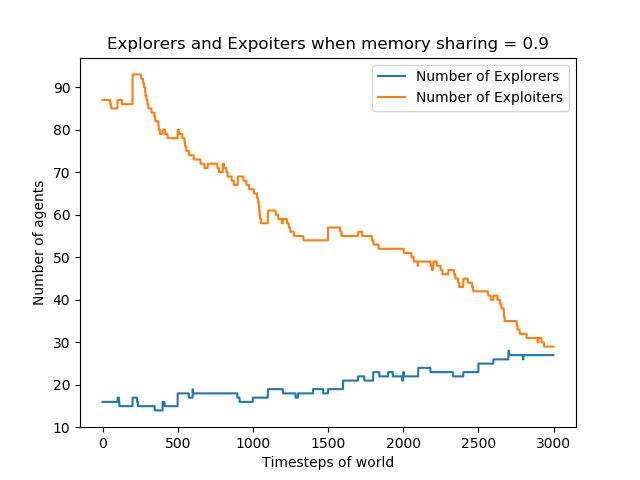 Explorers and Expoiters when memory sharing = 0.9
Number of Explorers
Number of Exploiters
Number of agents
90
80
70
60
50
40
30
20
10
0 500 1000 1500 2000 2500 3000
Timesteps of world